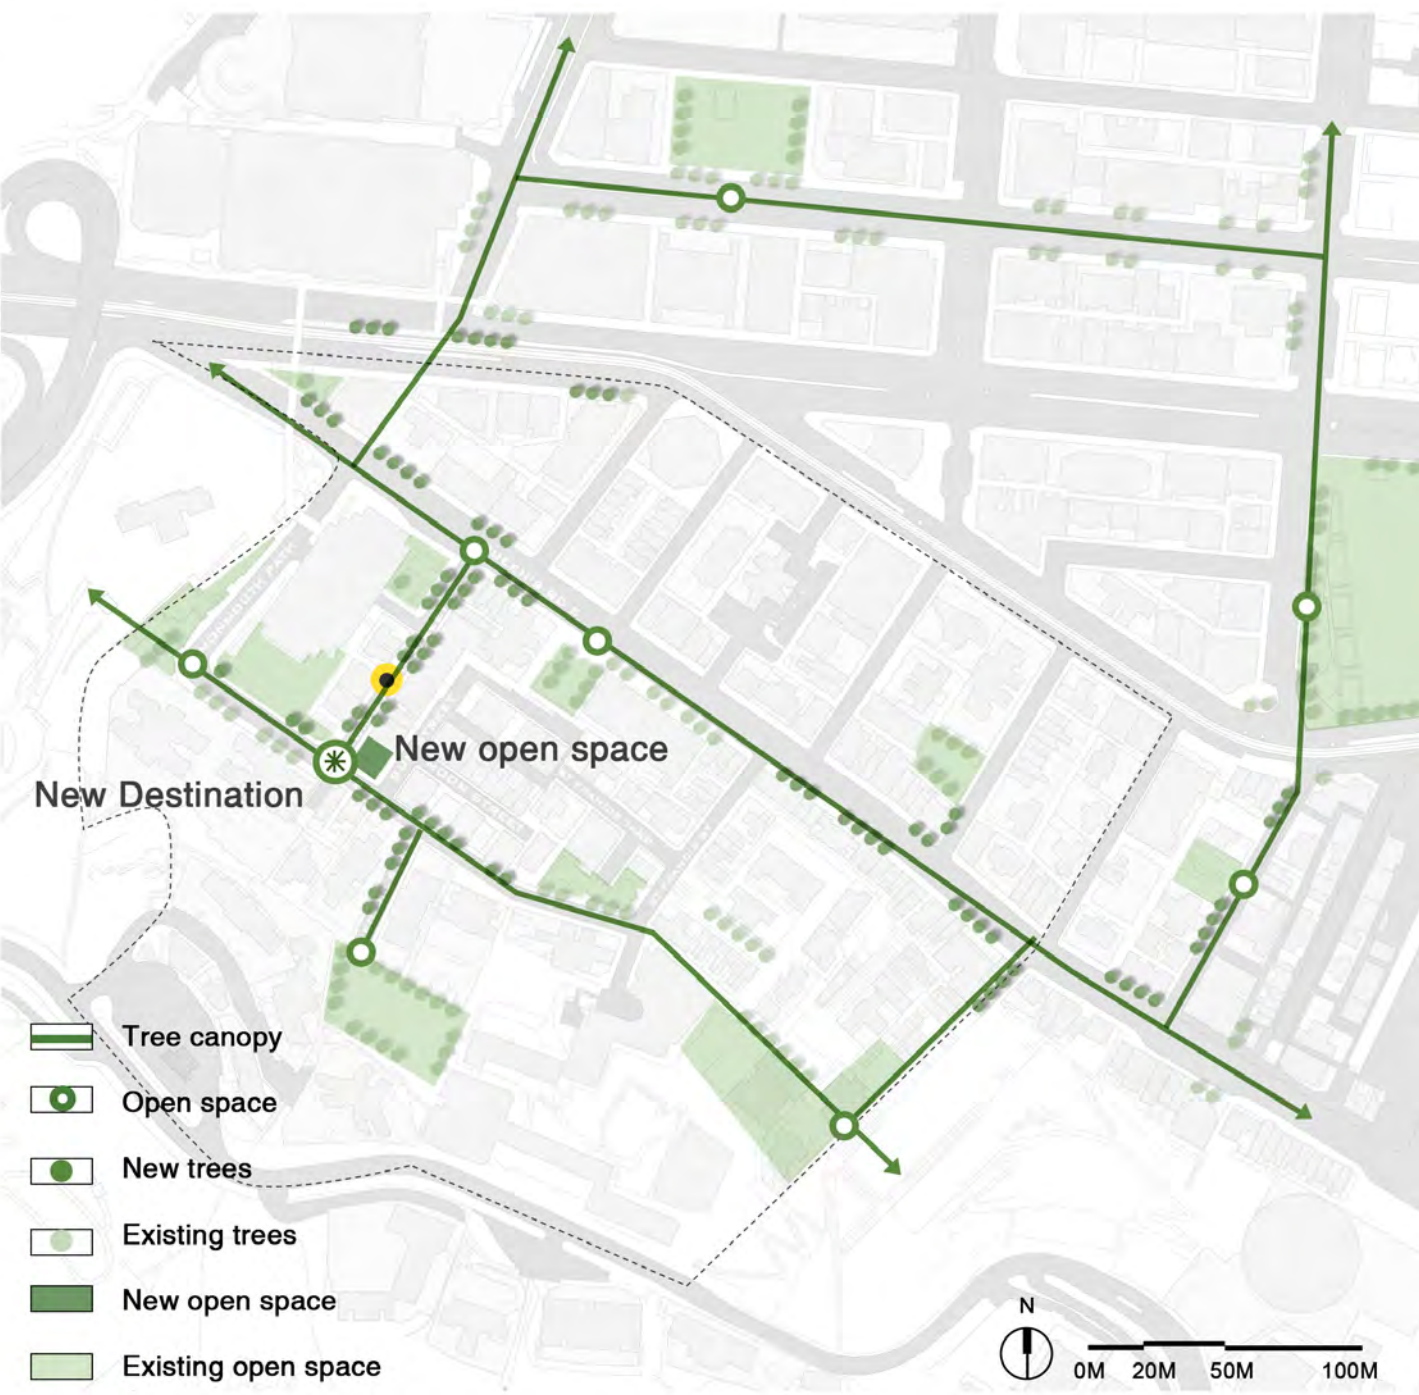 New open space
New Destination
Tree canopy
Open space
New trees
Existing trees
New open space
Existing open space
N
0M 20M 50M 100M